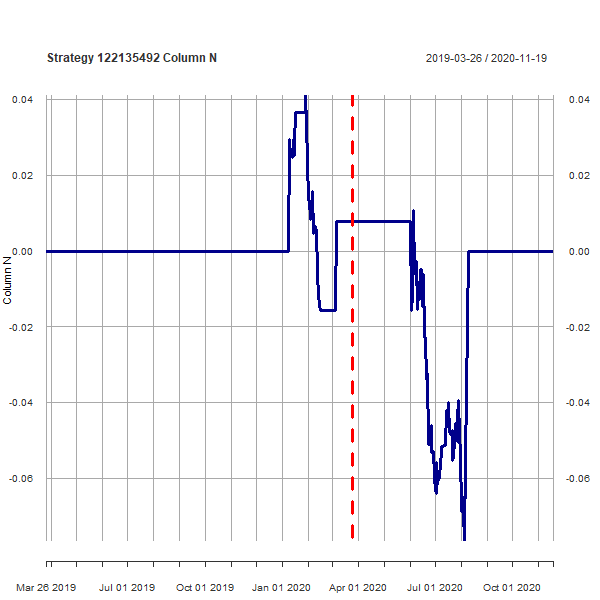 Strategy 122135492 Column N
2019-03-26 / 2020-11-19
0.04 0.04
0.02 0.02
0.00 0.00
-0.02 -0.02
-0.04 -0.04
-0.06 -0.06
Column N
Mar 26 2019 Jul 01 2019 Oct 01 2019 Jan 01 2020 Apr 01 2020 Jul 01 2020 Oct 01 2020